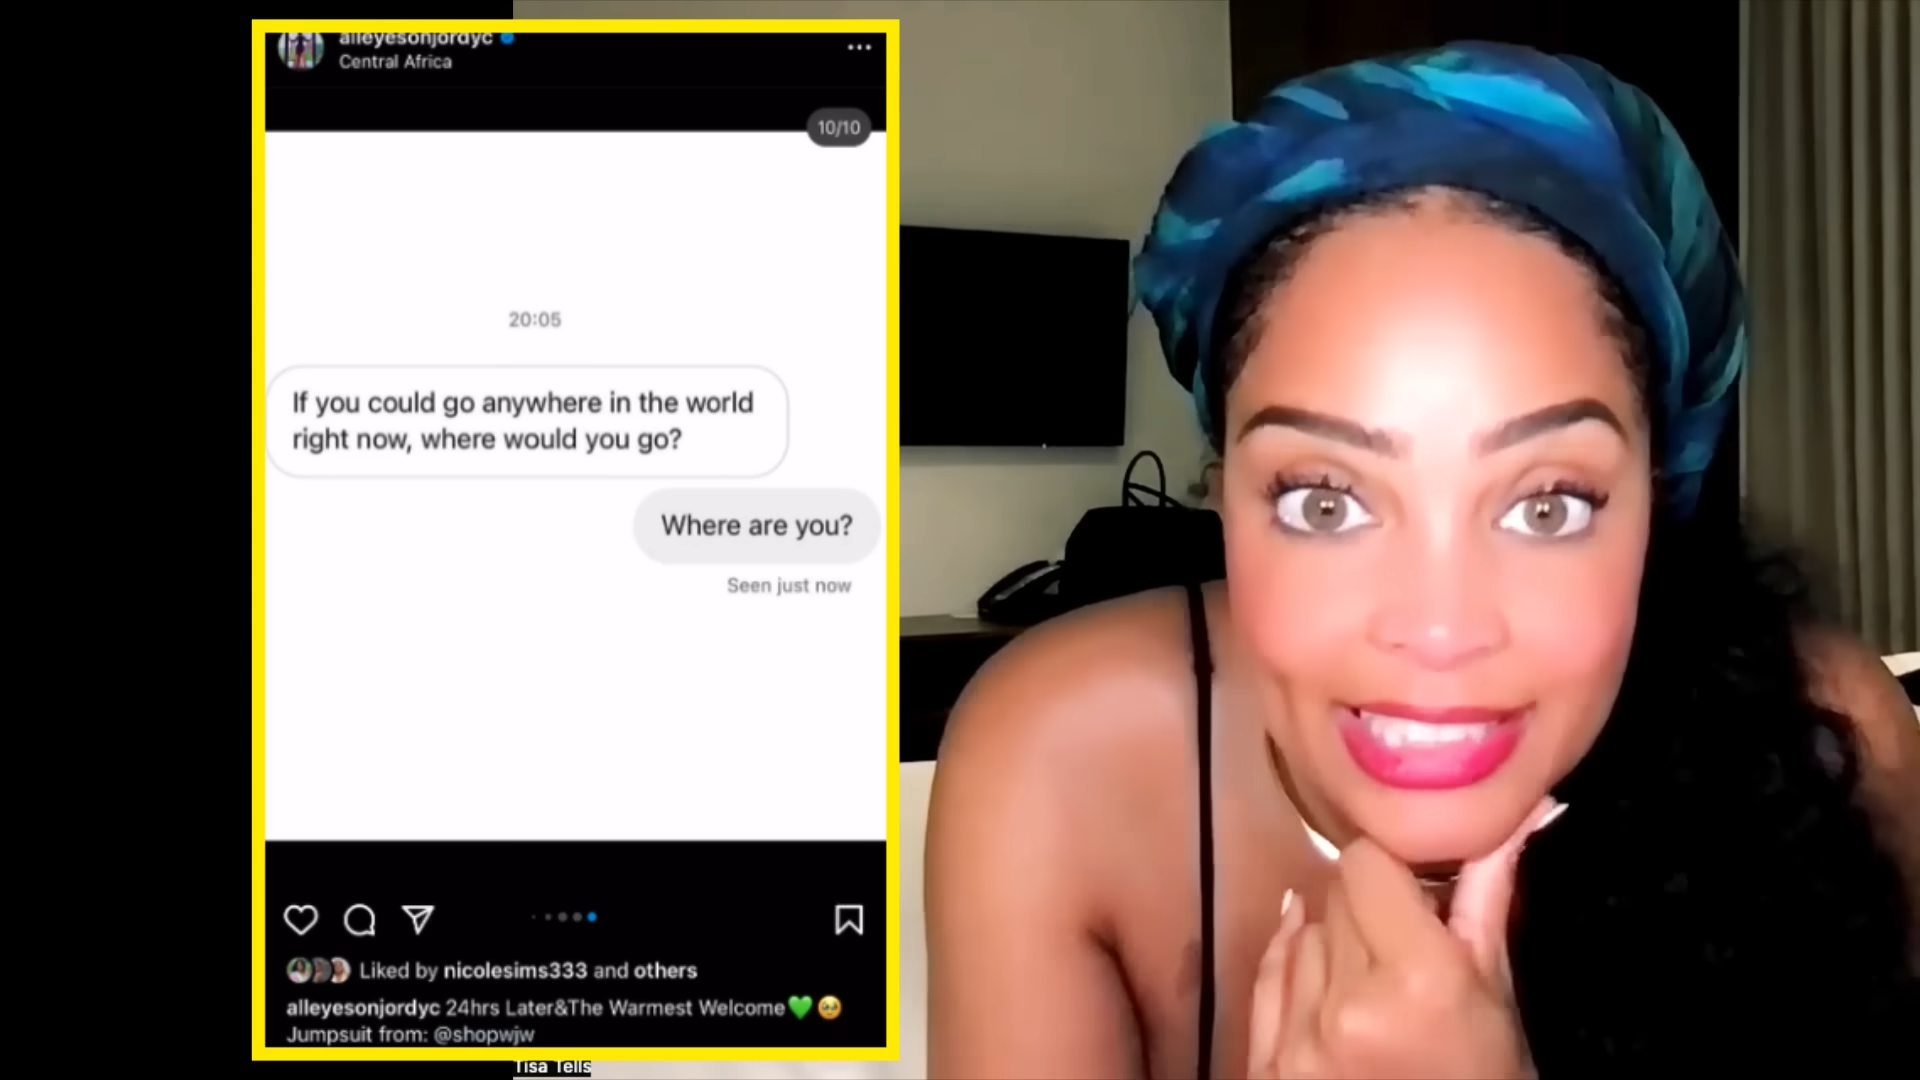 alleyesonjordyc
Central Africa
10/10
20:05
If you could go anywhere in the world
right now, where would you go?
Where are you?
Seen just now
Liked by nicolesims333 and others
alleyesonjordyc 24hrs Later&The Warmest Welcome💚🥹
Jumpsuit from: @shopwjw
Tisa Tells